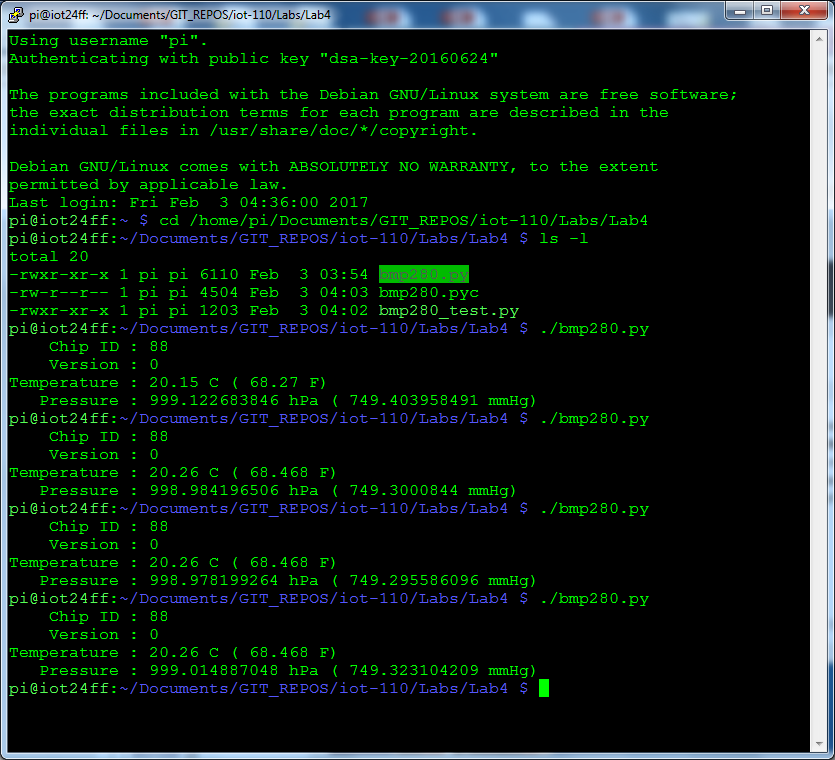 pi@iot24ff: ~/Documents/GIT_REPOS/iot-110/Labs/Lab4
Using username "pi".
Authenticating with public key "dsa-key-20160624"

The programs included with the Debian GNU/Linux system are free software;
the exact distribution terms for each program are described in the
individual files in /usr/share/doc/*/copyright.

Debian GNU/Linux comes with ABSOLUTELY NO WARRANTY, to the extent
permitted by applicable law.
Last login: Fri Feb  3 04:36:00 2017
pi@iot24ff:~ $ cd /home/pi/Documents/GIT_REPOS/iot-110/Labs/Lab4
pi@iot24ff:~/Documents/GIT_REPOS/iot-110/Labs/Lab4 $ ls -l
total 20
-rwxr-xr-x 1 pi pi 6110 Feb  3 03:54 bmp280.py
-rw-r--r-- 1 pi pi 4504 Feb  3 04:03 bmp280.pyc
-rwxr-xr-x 1 pi pi 1203 Feb  3 04:02 bmp280_test.py
pi@iot24ff:~/Documents/GIT_REPOS/iot-110/Labs/Lab4 $ ./bmp280.py
    Chip ID : 88
    Version : 0
Temperature : 20.15 C ( 68.27 F)
   Pressure : 999.122683846 hPa ( 749.403958491 mmHg)
pi@iot24ff:~/Documents/GIT_REPOS/iot-110/Labs/Lab4 $ ./bmp280.py
    Chip ID : 88
    Version : 0
Temperature : 20.26 C ( 68.468 F)
   Pressure : 998.984196506 hPa ( 749.3000844 mmHg)
pi@iot24ff:~/Documents/GIT_REPOS/iot-110/Labs/Lab4 $ ./bmp280.py
    Chip ID : 88
    Version : 0
Temperature : 20.26 C ( 68.468 F)
   Pressure : 998.978199264 hPa ( 749.295586096 mmHg)
pi@iot24ff:~/Documents/GIT_REPOS/iot-110/Labs/Lab4 $ ./bmp280.py
    Chip ID : 88
    Version : 0
Temperature : 20.26 C ( 68.468 F)
   Pressure : 999.014887048 hPa ( 749.323104209 mmHg)
pi@iot24ff:~/Documents/GIT_REPOS/iot-110/Labs/Lab4 $